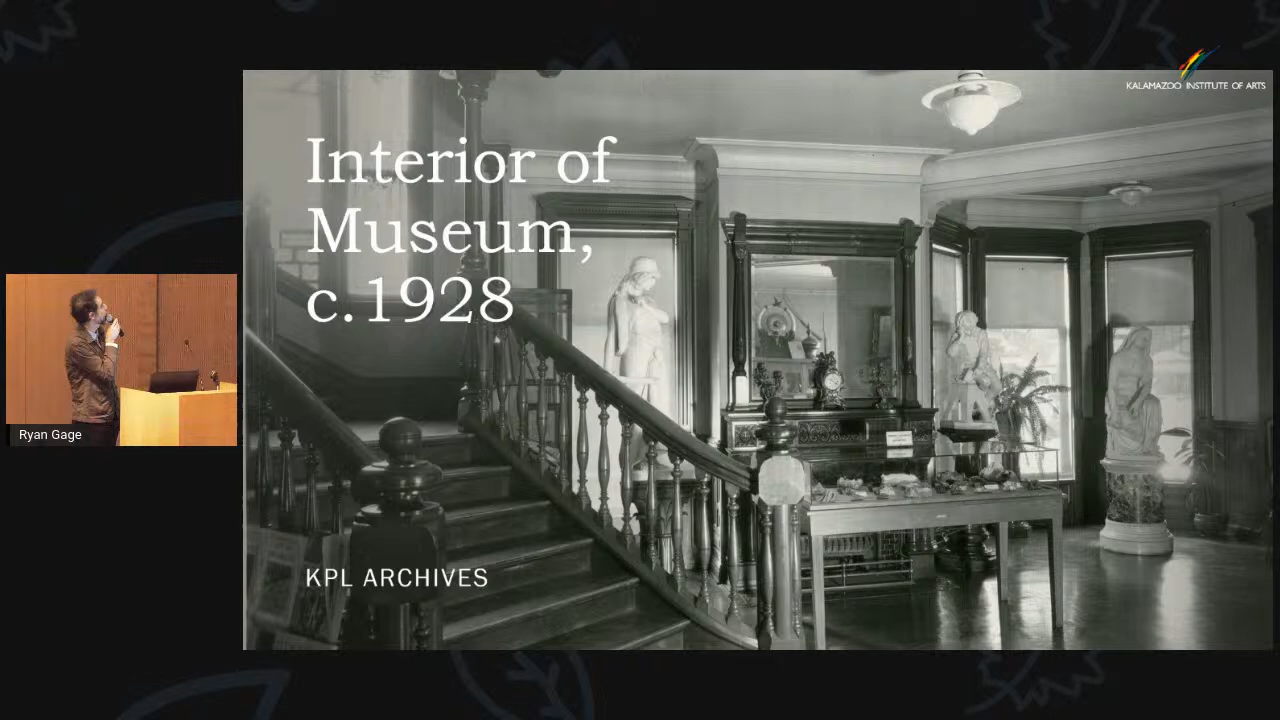 KALAMAZOO INSTITUTE OF ARTS
Interior of
Museum,
c.1928
Ryan Gage
KPL ARCHIVES